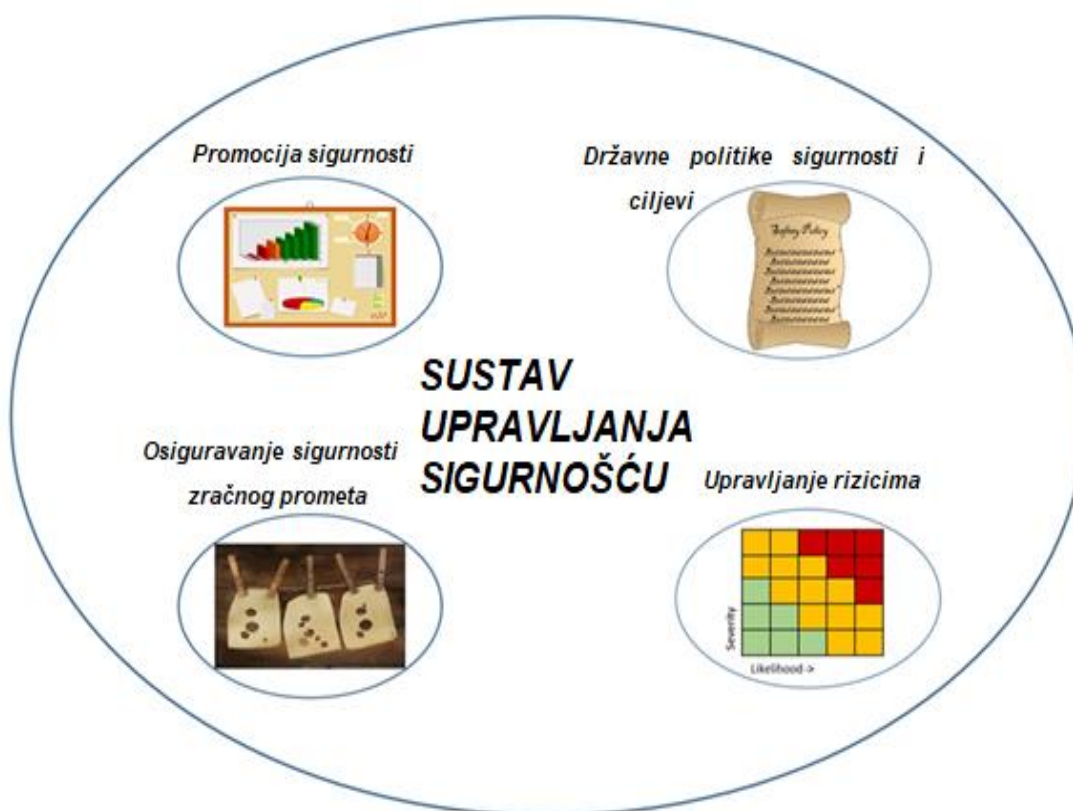 Promocija sigurnosti
Državne politike sigurnosti i
ciljevi
Safety Policy
SUSTAV
UPRAVLJANJA
SIGURNOŠĆU
Osiguravanje sigurnosti
zračnog prometa
Upravljanje rizicima
Severity
Likelihood ->